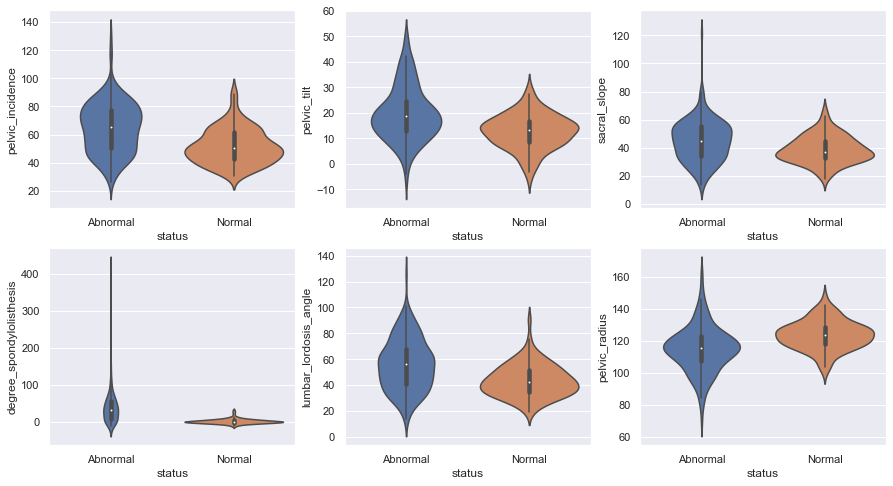 pelvic_incidence
140
120
100
80
60
40
20
Abnormal
Normal
status
pelvic_tilt
60
50
40
30
20
10
0
−10
Abnormal
Normal
status
sacral_slope
120
100
80
60
40
20
0
Abnormal
Normal
status
degree_spondylolisthesis
400
300
200
100
0
Abnormal
Normal
status
lumbar_lordosis_angle
140
120
100
80
60
40
20
0
Abnormal
Normal
status
pelvic_radius
160
140
120
100
80
60
Abnormal
Normal
status